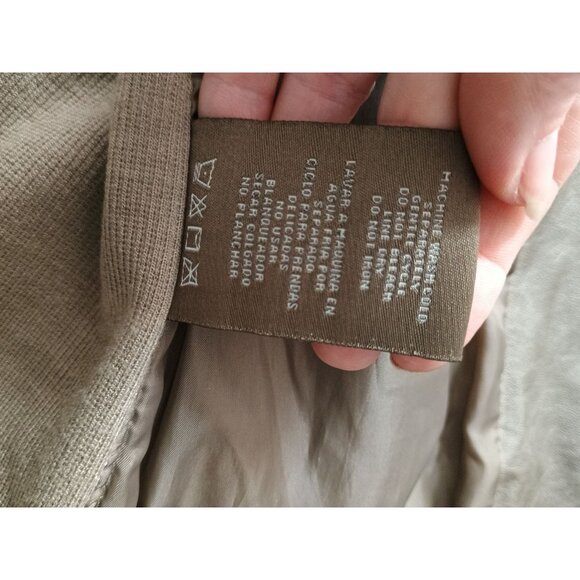 MACHINE WASH COLD
SEPARATELY
GENTLE CYCLE
DO NOT BLEACH
LINE DRY
DO NOT IRON
LAVAR A MAQUINA EN
AGUA FRIA POR
SEPARADO
CICLO PARA PRENDAS
DELICADAS
NO USAR
BLANQUEADOR
SECAR COLGADO
NO PLANCHAR